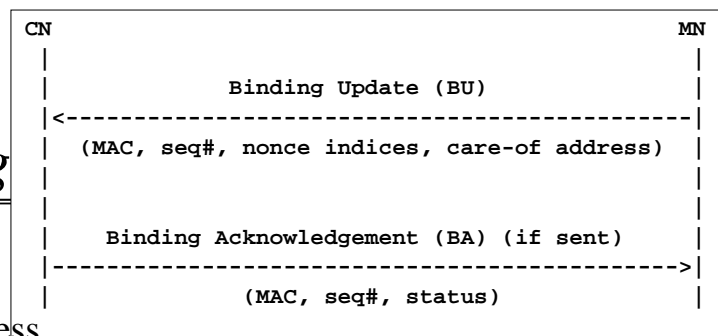 CN MN
| |
| Binding Update (BU) |
|<----------------------------------------------|
| (MAC, seq#, nonce indices, care-of address) |
| |
| |
| Binding Acknowledgement (BA) (if sent) |
|---------------------------------------------->|
| (MAC, seq#, status) |